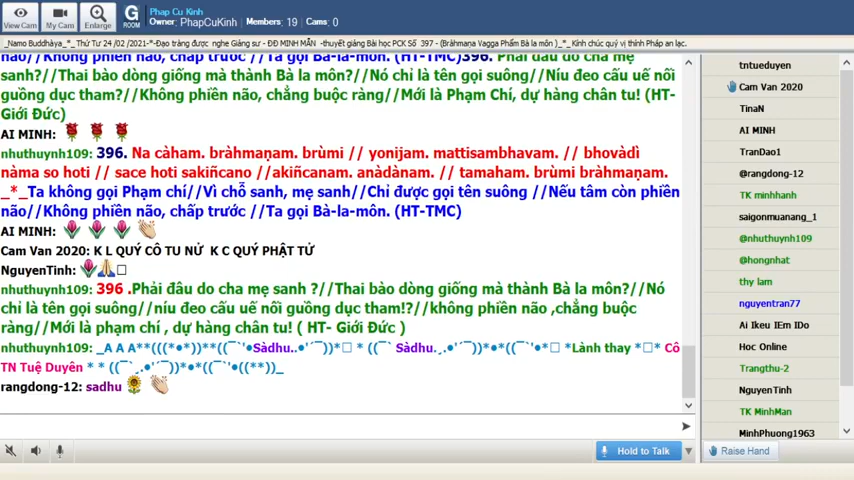 View Cam
My Cam
Enlarge
G
ROOM
Phap Cu Kinh
Owner: PhapCuKinh | Members: 19 | Cams: 0
_Namo Buddhàya_*_ Thứ Tư 24 /02 /2021-*-Đạo tràng được nghe Giảng sư - ĐĐ MINH MẪN -thuyết giảng Bài học PCK Số 397 - (Bràhmaṇa Vagga Phẩm Bà la môn )_*_ Kính chúc quý vị thính Pháp an lạc.
não//Không phiền não, chấp trước //Ta gọi Bà-la-môn. (HT-TMC)396. Phải đâu do cha mẹ
sanh?//Thai bào dòng giống mà thành Bà la môn?//Nó chỉ là tên gọi suông//Níu đeo cấu uế nối
guồng dục tham?//Không phiền não, chẳng buộc ràng//Mới là Phạm Chí, dự hàng chân tu! (HT-
Giới Đức)
AI MINH: 🌹 🌹 🌹
nhuthuynh109: 396. Na càham. bràhmaṇam. brùmi // yonijam. mattisambhavam. // bhovàdì
nàma so hoti // sace hoti sakiñcano //akiñcanam. anàdànam. // tamaham. brùmi bràhmaṇam.
_*_Ta không gọi Phạm chí//Vì chỗ sanh, mẹ sanh//Chỉ được gọi tên suông //Nếu tâm còn phiền
não//Không phiền não, chấp trước //Ta gọi Bà-la-môn. (HT-TMC)
AI MINH: 🌷 🌷 🌷 👏
Cam Van 2020: K L QUÝ CÔ TU NỮ K C QUÝ PHẬT TỬ
NguyenTinh: 🌷🙏□
nhuthuynh109: 396 .Phải đâu do cha mẹ sanh ?//Thai bào dòng giống mà thành Bà la môn?//Nó
chỉ là tên gọi suông//níu đeo cấu uế nối guồng dục tham!?//không phiền não ,chẳng buộc
ràng//Mới là phạm chí , dự hàng chân tu! ( HT- Giới Đức )
nhuthuynh109: _A A A**(((*•*))**((¯`'•Sàdhu..•'´¯))*□ * ((¯` Sàdhu.¸.•'´¯))*•*((¯`'•*□ *Lành thay *□* Cô
TN Tuệ Duyên * * ((¯`¸.•'´¯))*•*((¯`'•((**))_
rangdong-12: sadhu 🌻 👏
Hold to Talk
tntueduyen
Cam Van 2020
TinaN
AI MINH
TranDao1
@rangdong-12
TK minhhanh
saigonmuanang_1
@nhuthuynh109
@hongnhat
thy lam
nguyentran77
Ai Ikeu IEm IDo
Hoc Online
Trangthu-2
NguyenTinh
TK MinhMan
MinhPhuong1963
Raise Hand